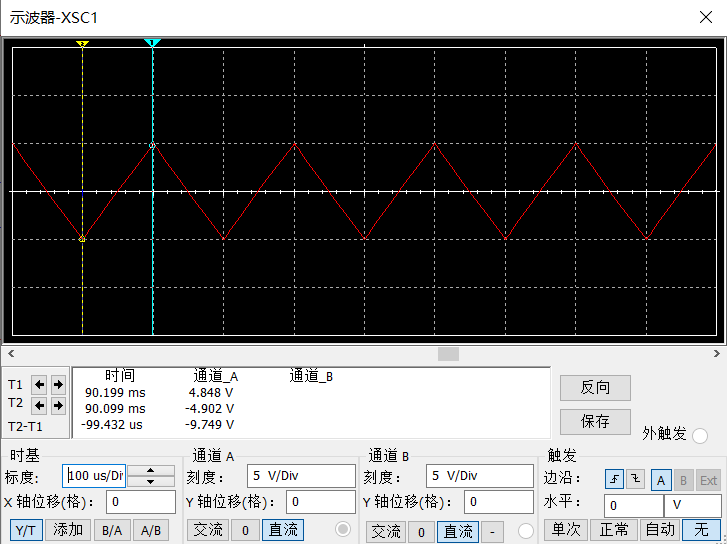 示波器-XSC1
2 1
时间 通道_A 通道_B
T1 90.199 ms 4.848 V
T2 90.099 ms -4.902 V
T2-T1 -99.432 us -9.749 V
反向
保存
外触发
时基
标度： 100 us/Di
X 轴位移(格)： 0
Y/T 添加 B/A A/B
通道 A
刻度： 5 V/Div
Y 轴位移(格)： 0
交流 0 直流
通道 B
刻度： 5 V/Div
Y 轴位移(格)： 0
交流 0 直流 -
触发
边沿： A B Ext
水平： 0 V
单次 正常 自动 无